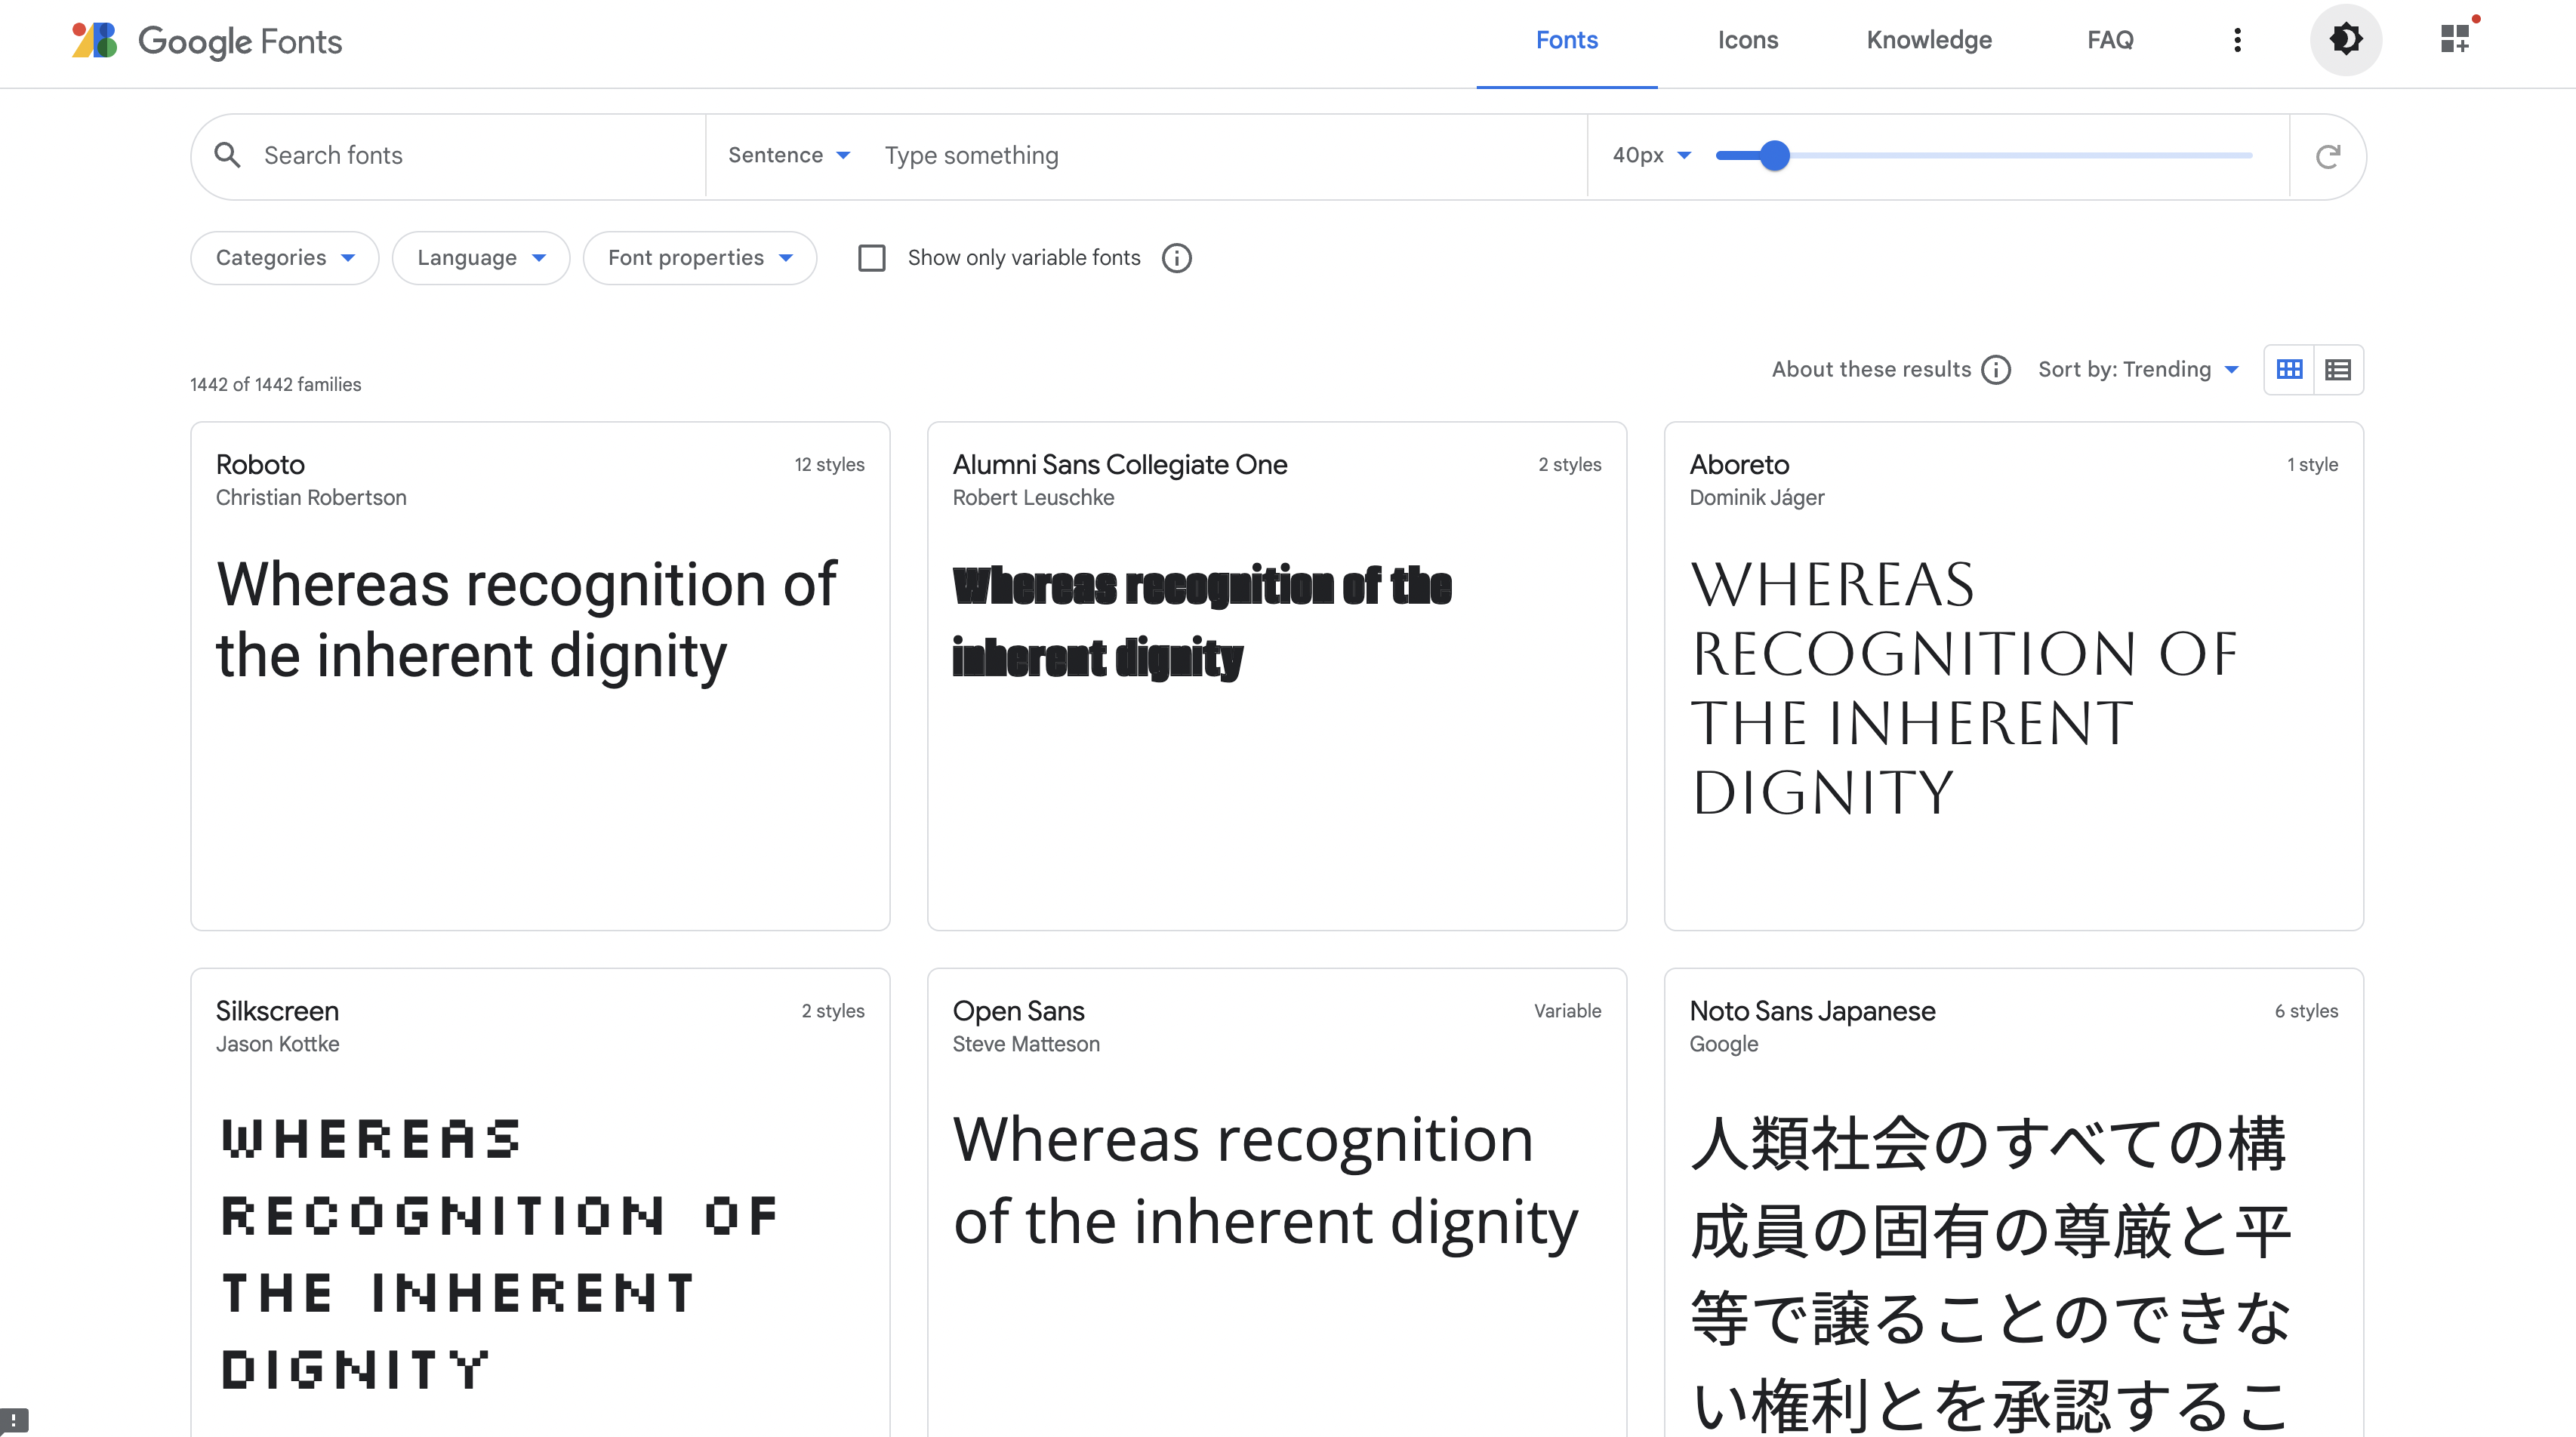 Google Fonts
Fonts
Icons
Knowledge
FAQ
Search fonts
Sentence
Type something
40px
Categories
Language
Font properties
Show only variable fonts
1442 of 1442 families
About these results
Sort by: Trending
Roboto
12 styles
Christian Robertson
Whereas recognition of
the inherent dignity
Alumni Sans Collegiate One
2 styles
Robert Leuschke
Whereas recognition of the
inherent dignity
Aboreto
1 style
Dominik Jáger
WHEREAS
RECOGNITION OF
THE INHERENT
DIGNITY
Silkscreen
2 styles
Jason Kottke
WHEREAS
RECOGNITION OF
THE INHERENT
DIGNITY
Open Sans
Variable
Steve Matteson
Whereas recognition
of the inherent dignity
Noto Sans Japanese
6 styles
Google
人類社会のすべての構
成員の固有の尊厳と平
等で譲ることのできな
い権利とを承認するこ